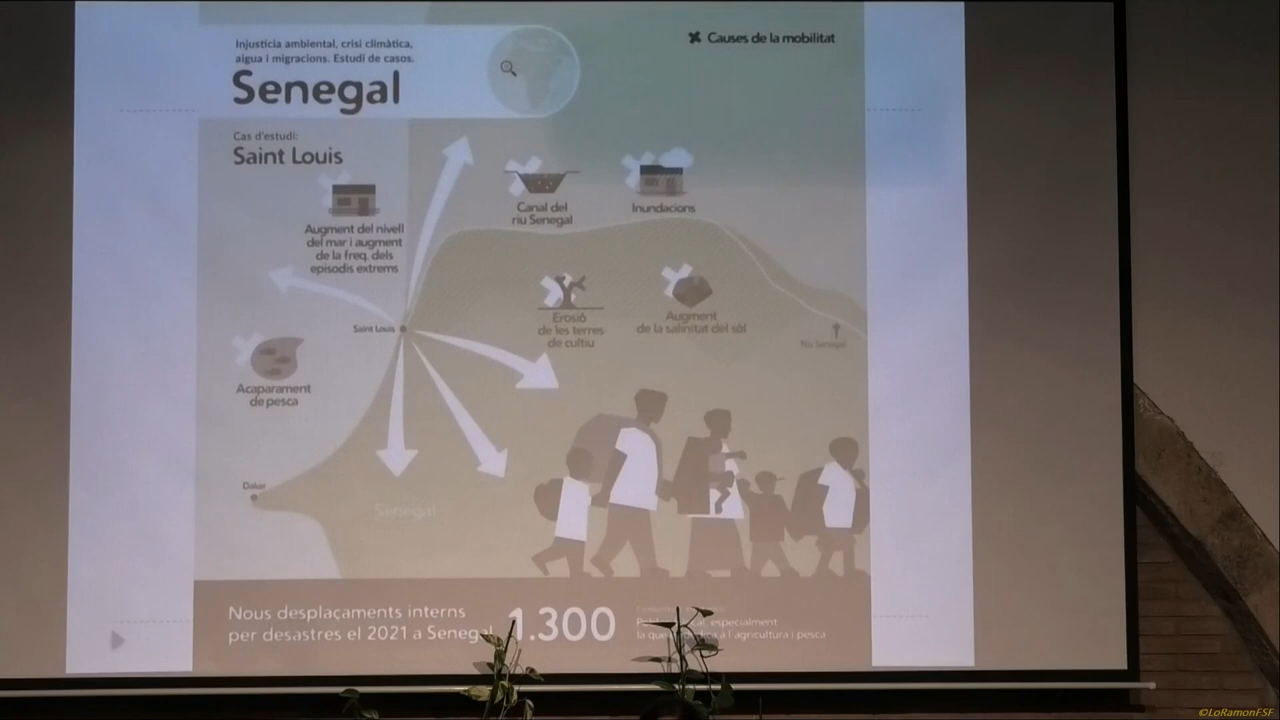 Injustícia ambiental, crisi climàtica,
aigua i migracions. Estudi de casos.
Senegal
Causes de la mobilitat
Cas d'estudi:
Saint Louis
Augment del nivell
del mar i augment
de la freq. dels
episodis extrems
Canal del
riu Senegal
Inundacions
Erosió
de les terres
de cultiu
Augment
de la salinitat del sòl
Saint Louis
Riu Senegal
Acaparament
de pesca
Dakar
Senegal
Nous desplaçaments interns
per desastres el 2021 a Senegal
1.300
especialment
la que a l'agricultura i pesca
©LoRamonFSF